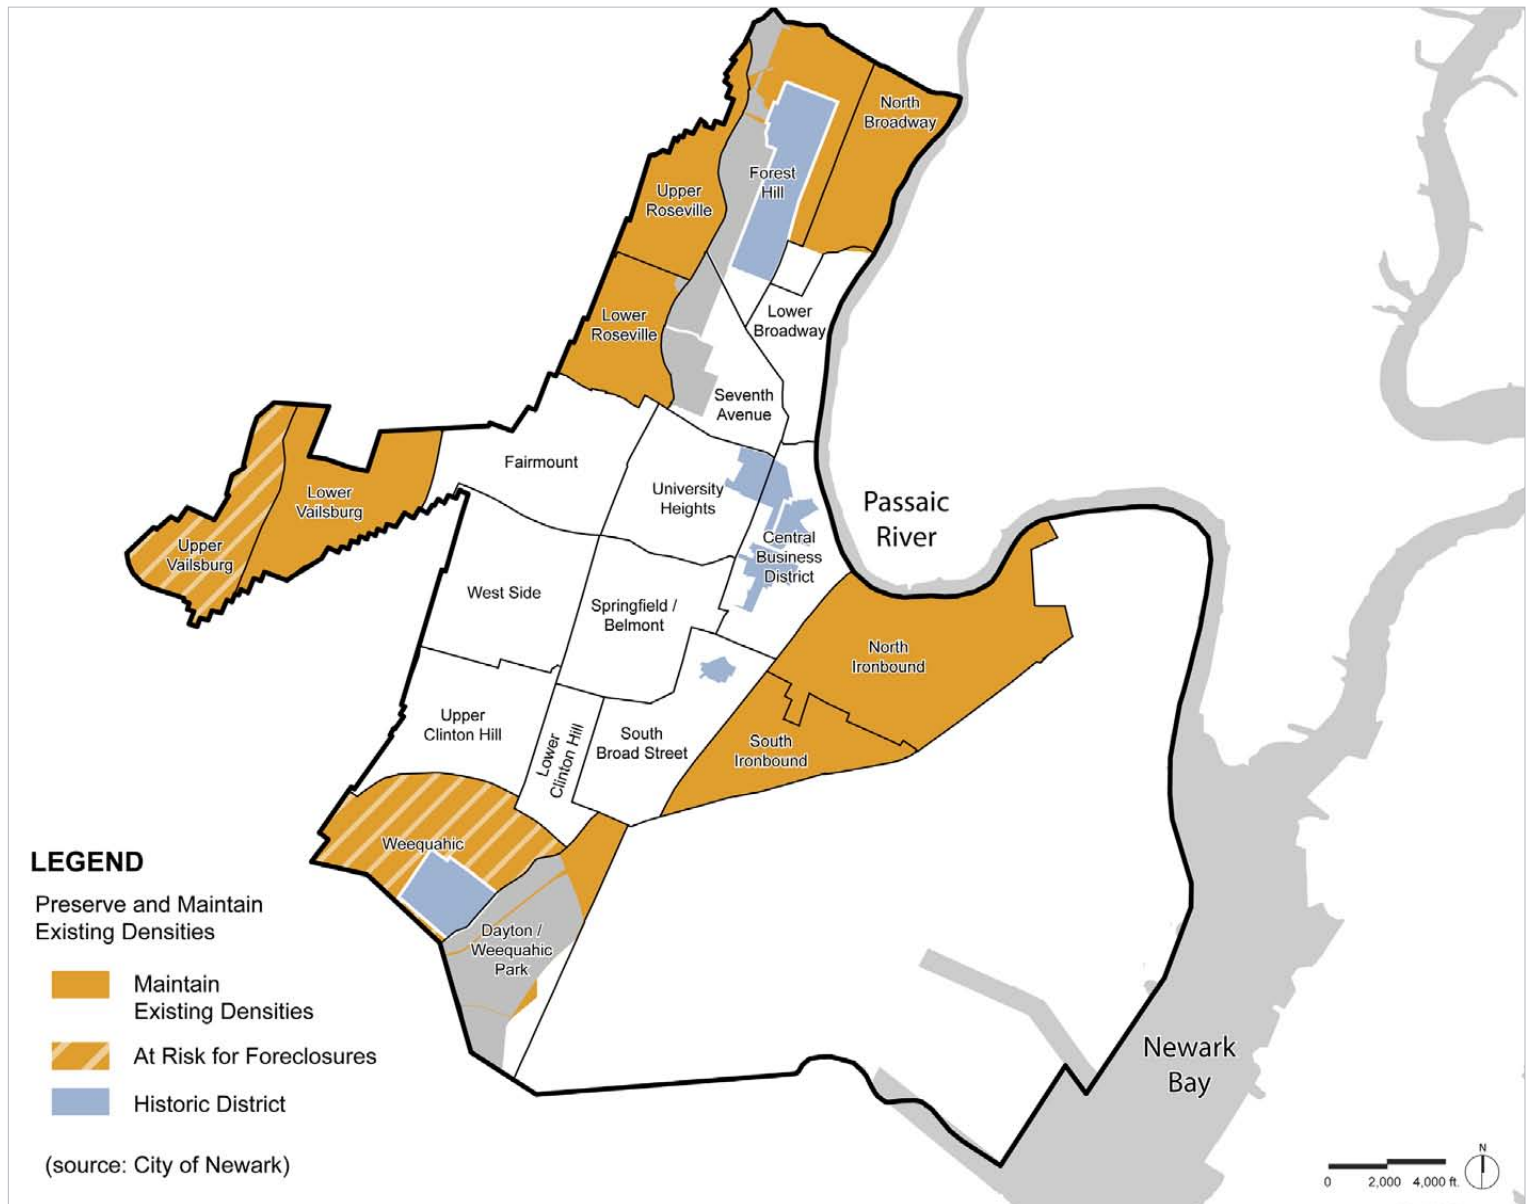 North
Broadway
Forest
Hill
Upper
Roseville
Lower
Roseville
Lower
Broadway
Seventh
Avenue
Fairmount
University
Heights
Lower
Vailsburg
Upper
Vailsburg
Passaic
River
Central
Business
District
West Side
Springfield /
Belmont
North
Ironbound
Upper
Clinton Hill
Lower
Clinton Hill
South
Broad Street
South
Ironbound
Weequahic
Dayton /
Weequahic
Park
Newark
Bay
LEGEND
Preserve and Maintain
Existing Densities
Maintain
Existing Densities
At Risk for Foreclosures
Historic District
(source: City of Newark)
N
0 2,000 4,000 ft.